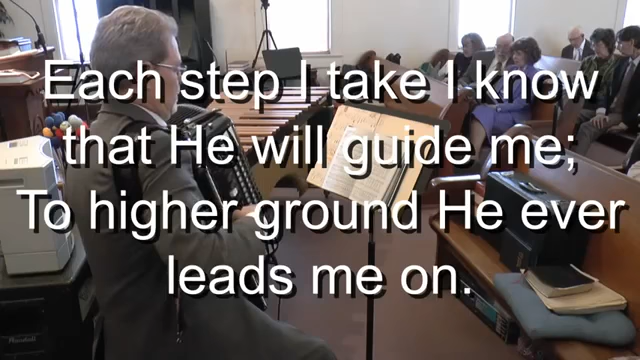 Each step I take I know
that He will guide me;
To higher ground He ever
leads me on.